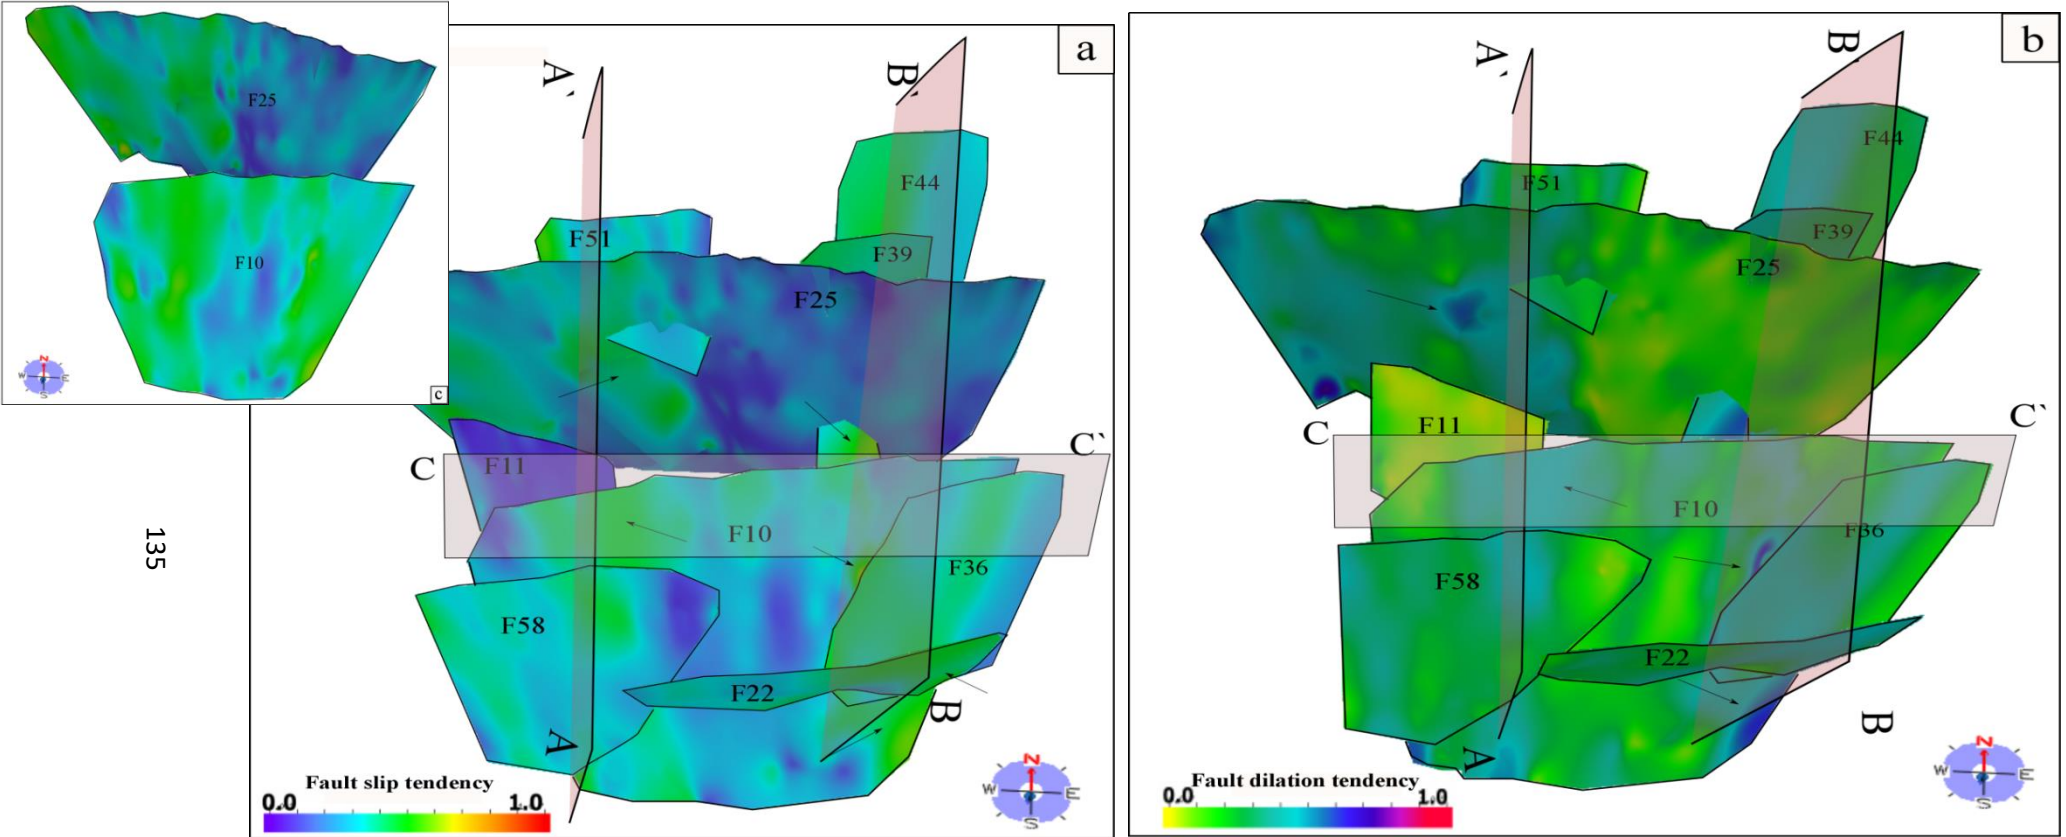 F25
F10
N
W
E
S
c
a
A`
B`
F44
F51
F39
F25
F11
C
C`
F10
F36
F58
F22
A
B
Fault slip tendency
0.0
1.0
N
W
E
S
135
b
A`
B`
F44
F51
F39
F25
F11
C
C`
F10
F36
F58
F22
A
B
Fault dilation tendency
0.0
1.0
N
W
E
S